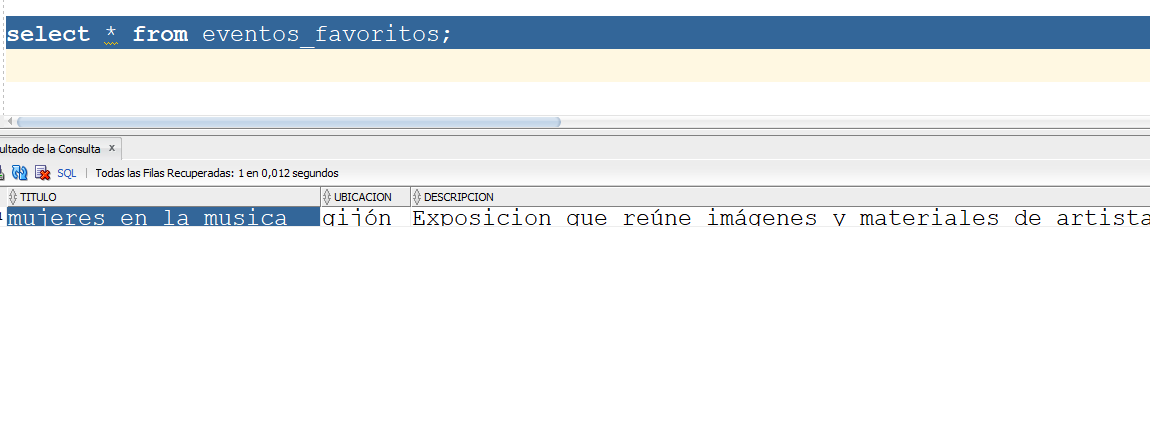 select * from eventos_favoritos;
ultado de la Consulta x
SQL | Todas las Filas Recuperadas: 1 en 0,012 segundos
TITULO UBICACION DESCRIPCION
mujeres en la musica gijón Exposicion que reúne imágenes y materiales de artista